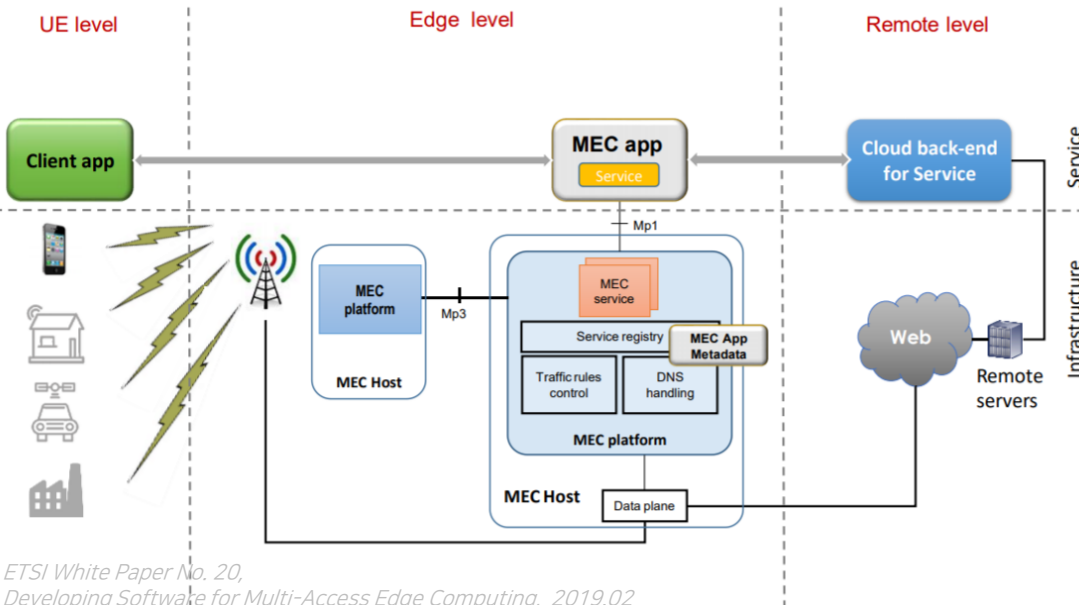 UE level
Edge level
Remote level
Client app
MEC app
Service
Cloud back-end
for Service
Service
Mp1
MEC
platform
MEC Host
Mp3
MEC
service
Service registry
MEC App
Metadata
Traffic rules
control
DNS
handling
MEC platform
MEC Host
Data plane
Web
Remote
servers
Infrastructure
ETSI White Paper No. 20,
Developing Software for Multi-Access Edge Computing, 2019.02